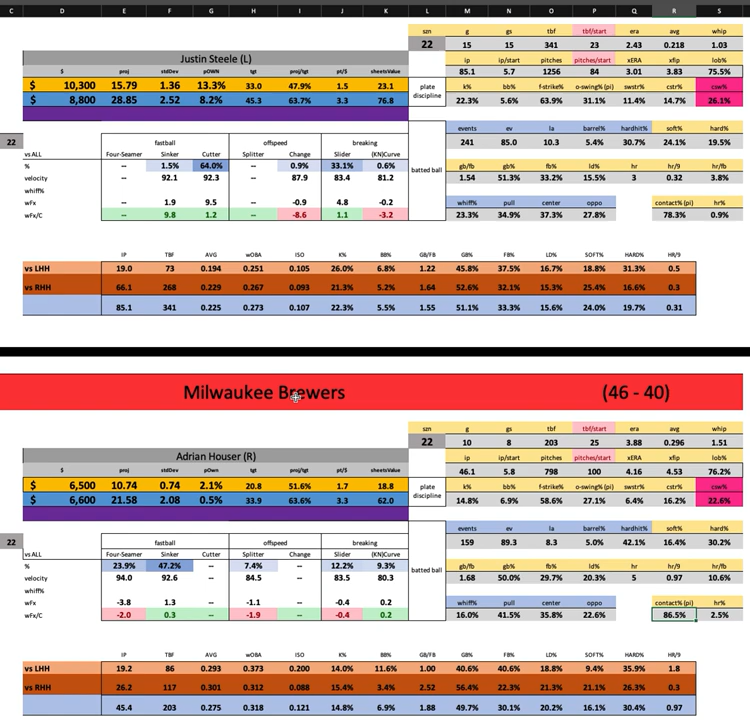 C D E F G H I J K L M N O P Q R S
szn g gs tbf tbf/start era avg whip
22 15 15 341 23 2.43 0.218 1.03
Justin Steele (L) ip ip/start pitches pitches/start xERA xfip lob%
$ proj stdDev pOWN tgt proj/tgt pt/$ sheetsValue 85.1 5.7 1256 84 3.01 3.83 75.5%
$ 10,300 15.79 1.36 13.3% 33.0 47.9% 1.5 23.1 plate discipline k% bb% f-strike% o-swing% (pi) swstr% cstr% csw%
$ 8,800 28.85 2.52 8.2% 45.3 63.7% 3.3 76.8 22.3% 5.6% 63.9% 31.1% 11.4% 14.7% 26.1%
events ev la barrel% hardhit% soft% hard%
22 fastball offspeed breaking 241 85.0 10.3 5.4% 30.7% 24.1% 19.5%
vs ALL Four-Seamer Sinker Cutter Splitter Change Slider (KN)Curve
% -- 1.5% 64.0% -- 0.9% 33.1% 0.6% batted ball gb/fb gb% fb% ld% hr hr/9 hr/fb
velocity -- 92.1 92.3 -- 87.9 83.4 81.2 1.54 51.3% 33.2% 15.5% 3 0.32 3.8%
whiff%
wFx -- 1.9 9.5 -0.9 4.8 -0.2 whiff% pull center oppo contact% (pi) hr%
wFx/C -- 9.8 1.2 -- -8.6 1.1 -3.2 23.3% 34.9% 37.3% 27.8% 78.3% 0.9%
IP TBF AVG wOBA ISO K% BB% GB/FB GB% FB% LD% SOFT% HARD% HR/9
vs LHH 19.0 73 0.194 0.251 0.105 26.0% 6.8% 1.22 45.8% 37.5% 16.7% 18.8% 31.3% 0.5
vs RHH 66.1 268 0.229 0.267 0.093 21.3% 5.2% 1.64 52.6% 32.1% 15.3% 25.4% 16.6% 0.3
85.1 341 0.225 0.273 0.107 22.3% 5.5% 1.55 51.1% 33.3% 15.6% 24.0% 19.7% 0.31
Milwaukee Brewers (46 - 40)
szn g gs tbf tbf/start era avg whip
22 10 8 203 25 3.88 0.296 1.51
Adrian Houser (R) ip ip/start pitches pitches/start xERA xfip lob%
$ proj stdDev pOwn tgt proj/tgt pt/$ sheetsValue 46.1 5.8 798 100 4.16 4.53 76.2%
$ 6,500 10.74 0.74 2.1% 20.8 51.6% 1.7 18.8 plate discipline k% bb% f-strike% o-swing% (pi) swstr% cstr% csw%
$ 6,600 21.58 2.08 0.5% 33.9 63.6% 3.3 62.0 14.8% 6.9% 58.6% 27.1% 6.4% 16.2% 22.6%
events ev la barrel% hardhit% soft% hard%
22 fastball offspeed breaking 159 89.3 8.3 5.0% 42.1% 16.4% 30.2%
vs ALL Four-Seamer Sinker Cutter Splitter Change Slider (KN)Curve
% 23.9% 47.2% -- 7.4% -- 12.2% 9.3% batted ball gb/fb gb% fb% ld% hr hr/9 hr/fb
velocity 94.0 92.6 -- 84.5 -- 83.5 80.3 1.68 50.0% 29.7% 20.3% 5 0.97 10.6%
whiff%
wFx -3.8 1.3 -- -1.1 -- -0.4 0.2 whiff% pull center oppo contact% (pi) hr%
wFx/C -2.0 0.3 -- -1.9 -- -0.4 0.2 16.0% 41.5% 35.8% 22.6% 86.5% 2.5%
IP TBF AVG wOBA ISO K% BB% GB/FB GB% FB% LD% SOFT% HARD% HR/9
vs LHH 19.2 86 0.293 0.373 0.200 14.0% 11.6% 1.00 40.6% 40.6% 18.8% 9.4% 35.9% 1.8
vs RHH 26.2 117 0.301 0.312 0.088 15.4% 3.4% 2.52 56.4% 22.3% 21.3% 21.1% 26.3% 0.3
45.4 203 0.275 0.318 0.121 14.8% 6.9% 1.88 49.7% 30.1% 20.2% 16.1% 30.4% 0.97